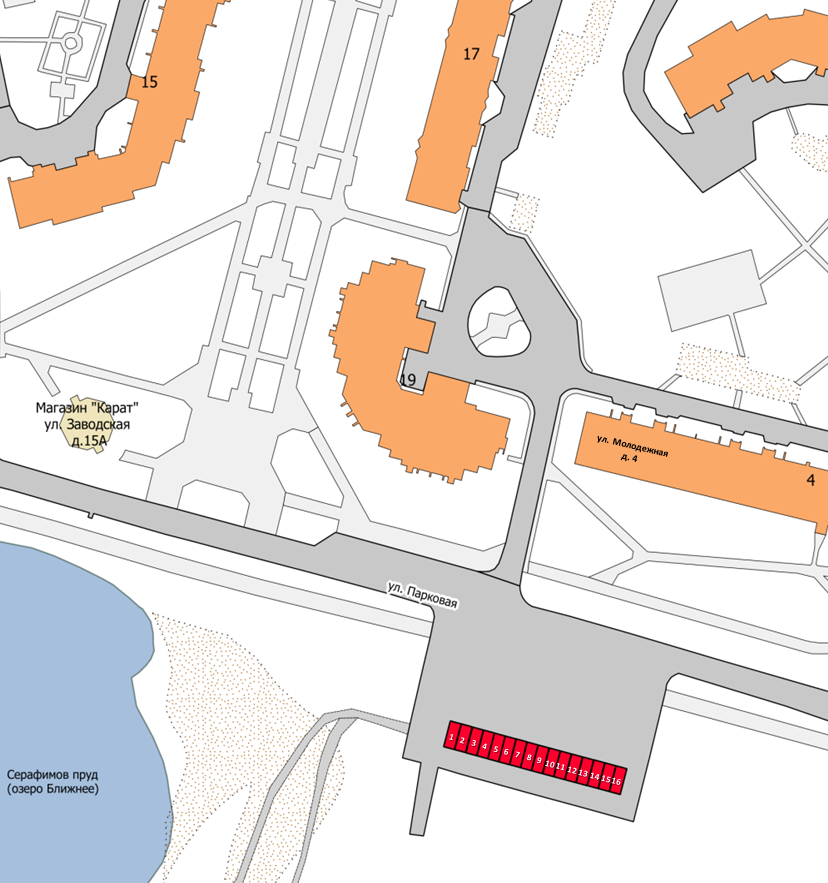 17
15
19
Магазин "Карат"
ул. Заводская
д.15А
ул. Молодежная
д. 4
4
ул. Парковая
1 2 3 4 5 6 7 8 9 10 11 12 13 14 15 16
Серафимов пруд
(озеро Ближнее)